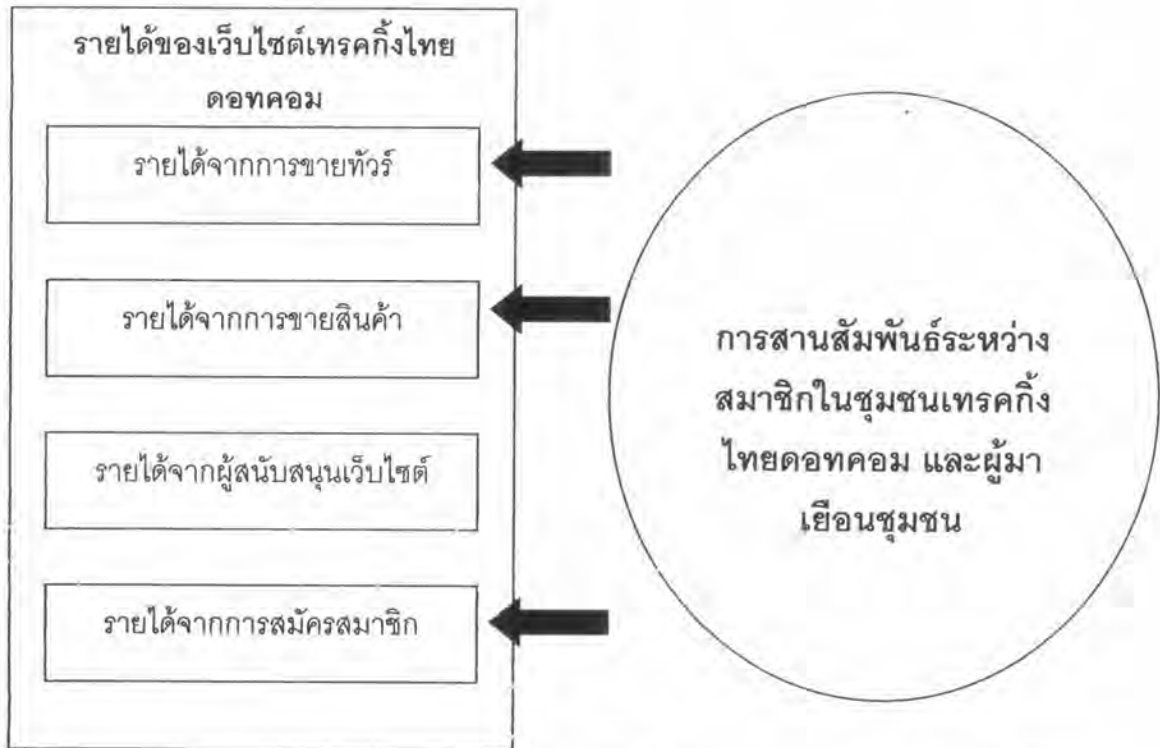 รายได้ของเว็บไซต์เทรคกิ้งไทย
ดอทคอม
รายได้จากการขายทัวร์
รายได้จากการขายสินค้า
รายได้จากผู้สนับสนุนเว็บไซต์
รายได้จากการสมัครสมาชิก
การสานสัมพันธ์ระหว่าง
สมาชิกในชุมชนเทรคกิ้ง
ไทยดอทคอม และผู้มา
เยือนชุมชน